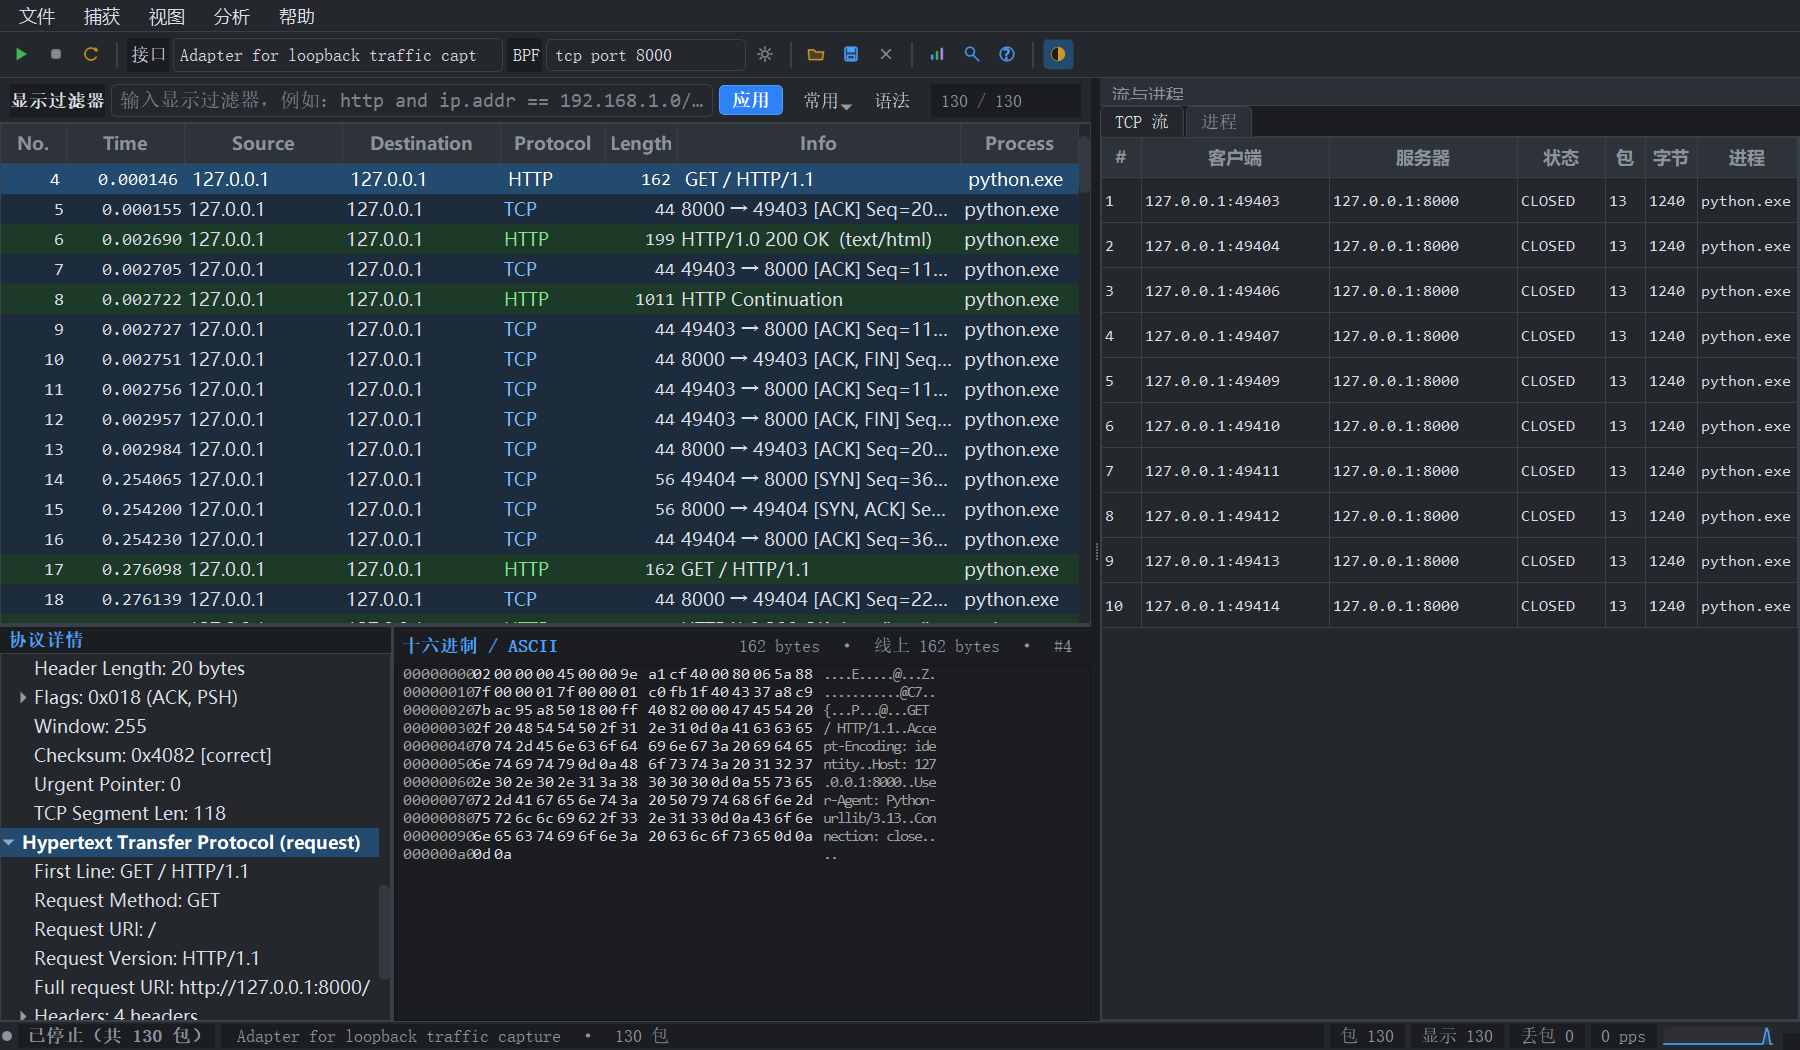 文件 捕获 视图 分析 帮助
接口 Adapter for loopback traffic capt BPF tcp port 8000
显示过滤器 输入显示过滤器，例如：http and ip.addr == 192.168.1.0/… 应用 常用 语法 130 / 130
No. Time Source Destination Protocol Length Info Process
4 0.000146 127.0.0.1 127.0.0.1 HTTP 162 GET / HTTP/1.1 python.exe
5 0.000155 127.0.0.1 127.0.0.1 TCP 44 8000 → 49403 [ACK] Seq=20... python.exe
6 0.002690 127.0.0.1 127.0.0.1 HTTP 199 HTTP/1.0 200 OK (text/html) python.exe
7 0.002705 127.0.0.1 127.0.0.1 TCP 44 49403 → 8000 [ACK] Seq=11... python.exe
8 0.002722 127.0.0.1 127.0.0.1 HTTP 1011 HTTP Continuation python.exe
9 0.002727 127.0.0.1 127.0.0.1 TCP 44 49403 → 8000 [ACK] Seq=11... python.exe
10 0.002751 127.0.0.1 127.0.0.1 TCP 44 8000 → 49403 [ACK, FIN] Seq... python.exe
11 0.002756 127.0.0.1 127.0.0.1 TCP 44 49403 → 8000 [ACK] Seq=11... python.exe
12 0.002957 127.0.0.1 127.0.0.1 TCP 44 49403 → 8000 [ACK, FIN] Seq... python.exe
13 0.002984 127.0.0.1 127.0.0.1 TCP 44 8000 → 49403 [ACK] Seq=20... python.exe
14 0.254065 127.0.0.1 127.0.0.1 TCP 56 49404 → 8000 [SYN] Seq=36... python.exe
15 0.254200 127.0.0.1 127.0.0.1 TCP 56 8000 → 49404 [SYN, ACK] Se... python.exe
16 0.254230 127.0.0.1 127.0.0.1 TCP 44 49404 → 8000 [ACK] Seq=36... python.exe
17 0.276098 127.0.0.1 127.0.0.1 HTTP 162 GET / HTTP/1.1 python.exe
18 0.276139 127.0.0.1 127.0.0.1 TCP 44 8000 → 49404 [ACK] Seq=22... python.exe
流与进程
TCP 流 进程
# 客户端 服务器 状态 包 字节 进程
1 127.0.0.1:49403 127.0.0.1:8000 CLOSED 13 1240 python.exe
2 127.0.0.1:49404 127.0.0.1:8000 CLOSED 13 1240 python.exe
3 127.0.0.1:49406 127.0.0.1:8000 CLOSED 13 1240 python.exe
4 127.0.0.1:49407 127.0.0.1:8000 CLOSED 13 1240 python.exe
5 127.0.0.1:49409 127.0.0.1:8000 CLOSED 13 1240 python.exe
6 127.0.0.1:49410 127.0.0.1:8000 CLOSED 13 1240 python.exe
7 127.0.0.1:49411 127.0.0.1:8000 CLOSED 13 1240 python.exe
8 127.0.0.1:49412 127.0.0.1:8000 CLOSED 13 1240 python.exe
9 127.0.0.1:49413 127.0.0.1:8000 CLOSED 13 1240 python.exe
10 127.0.0.1:49414 127.0.0.1:8000 CLOSED 13 1240 python.exe
协议详情
Header Length: 20 bytes
Flags: 0x018 (ACK, PSH)
Window: 255
Checksum: 0x4082 [correct]
Urgent Pointer: 0
TCP Segment Len: 118
Hypertext Transfer Protocol (request)
First Line: GET / HTTP/1.1
Request Method: GET
Request URI: /
Request Version: HTTP/1.1
Full request URI: http://127.0.0.1:8000/
Headers: 4 headers
十六进制 / ASCII 162 bytes • 线上 162 bytes • #4
00000000 02 00 00 00 45 00 00 9e a1 cf 40 00 80 06 5a 88 ....E.....@...Z.
00000010 7f 00 00 01 7f 00 00 01 c0 fb 1f 40 43 37 a8 c9 ...........@C7..
00000020 7b ac 95 a8 50 18 00 ff 40 82 00 00 47 45 54 20 {...P...@...GET
00000030 2f 20 48 54 54 50 2f 31 2e 31 0d 0a 41 63 63 65 / HTTP/1.1..Acce
00000040 70 74 2d 45 6e 63 6f 64 69 6e 67 3a 20 69 64 65 pt-Encoding: ide
00000050 6e 74 69 74 79 0d 0a 48 6f 73 74 3a 20 31 32 37 ntity..Host: 127
00000060 2e 30 2e 30 2e 31 3a 38 30 30 30 0d 0a 55 73 65 .0.0.1:8000..Use
00000070 72 2d 41 67 65 6e 74 3a 20 50 79 74 68 6f 6e 2d r-Agent: Python-
00000080 75 72 6c 6c 69 62 2f 33 2e 31 33 0d 0a 43 6f 6e urllib/3.13..Con
00000090 6e 65 63 74 69 6f 6e 3a 20 63 6c 6f 73 65 0d 0a nection: close..
000000a0 0d 0a ..
已停止（共 130 包） Adapter for loopback traffic capture • 130 包 包 130 显示 130 丢包 0 0 pps